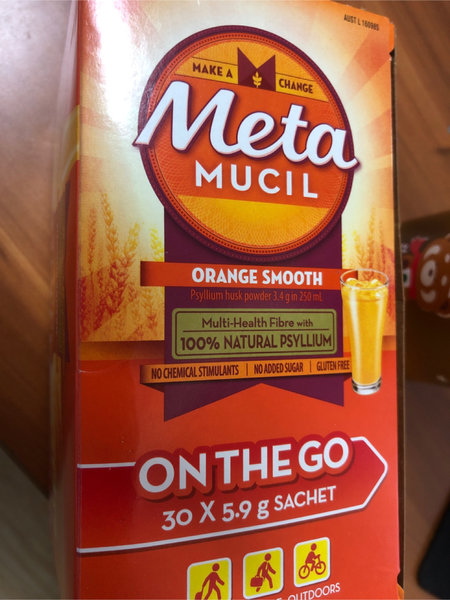 AUST L 160985
MAKE A CHANGE
Meta
MUCIL
ORANGE SMOOTH
Psyllium husk powder 3.4 g in 250 mL
Multi-Health Fibre with
100% NATURAL PSYLLIUM
NO CHEMICAL STIMULANTS | NO ADDED SUGAR | GLUTEN FREE
ON THE GO
30 X 5.9 g SACHET
OUTDOORS